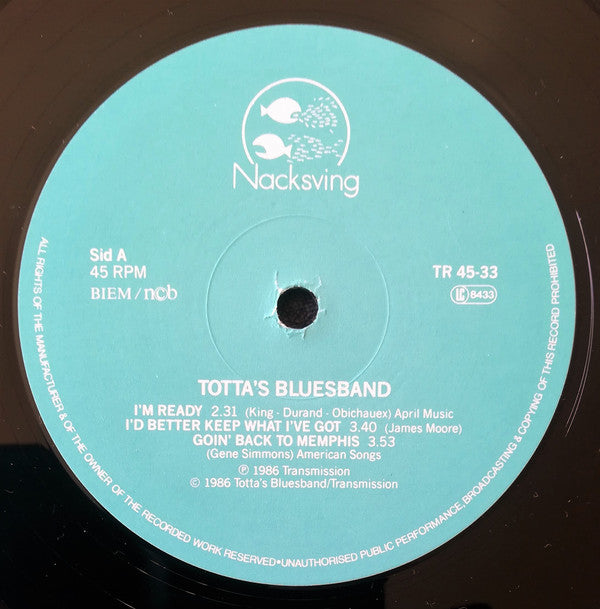 Nacksving
Sid A
45 RPM
BIEM / ncb
TR 45-33
LC 8433
TOTTA'S BLUESBAND
I'M READY 2.31 (King · Durand · Obichauex) April Music
I'D BETTER KEEP WHAT I'VE GOT 3.40 (James Moore)
GOIN' BACK TO MEMPHIS 3.53
(Gene Simmons) American Songs
℗ 1986 Transmission
© 1986 Totta's Bluesband/Transmission
ALL RIGHTS OF THE MANUFACTURER & OF THE OWNER OF THE RECORDED WORK RESERVED • UNAUTHORISED PUBLIC PERFORMANCE, BROADCASTING & COPYING OF THIS RECORD PROHIBITED